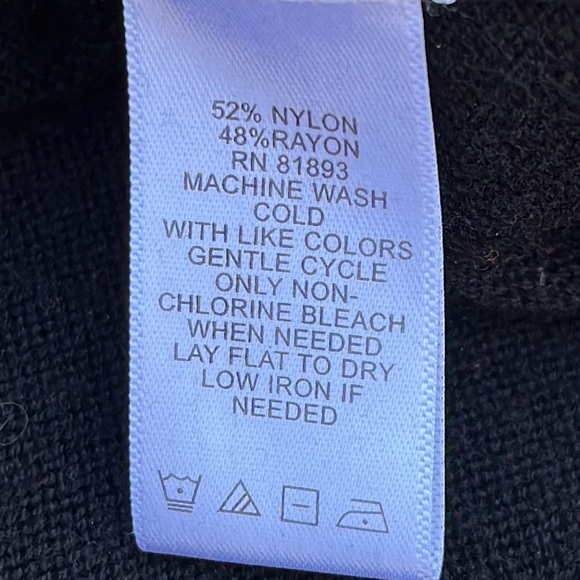 52% NYLON
48%RAYON
RN 81893
MACHINE WASH
COLD
WITH LIKE COLORS
GENTLE CYCLE
ONLY NON-
CHLORINE BLEACH
WHEN NEEDED
LAY FLAT TO DRY
LOW IRON IF
NEEDED